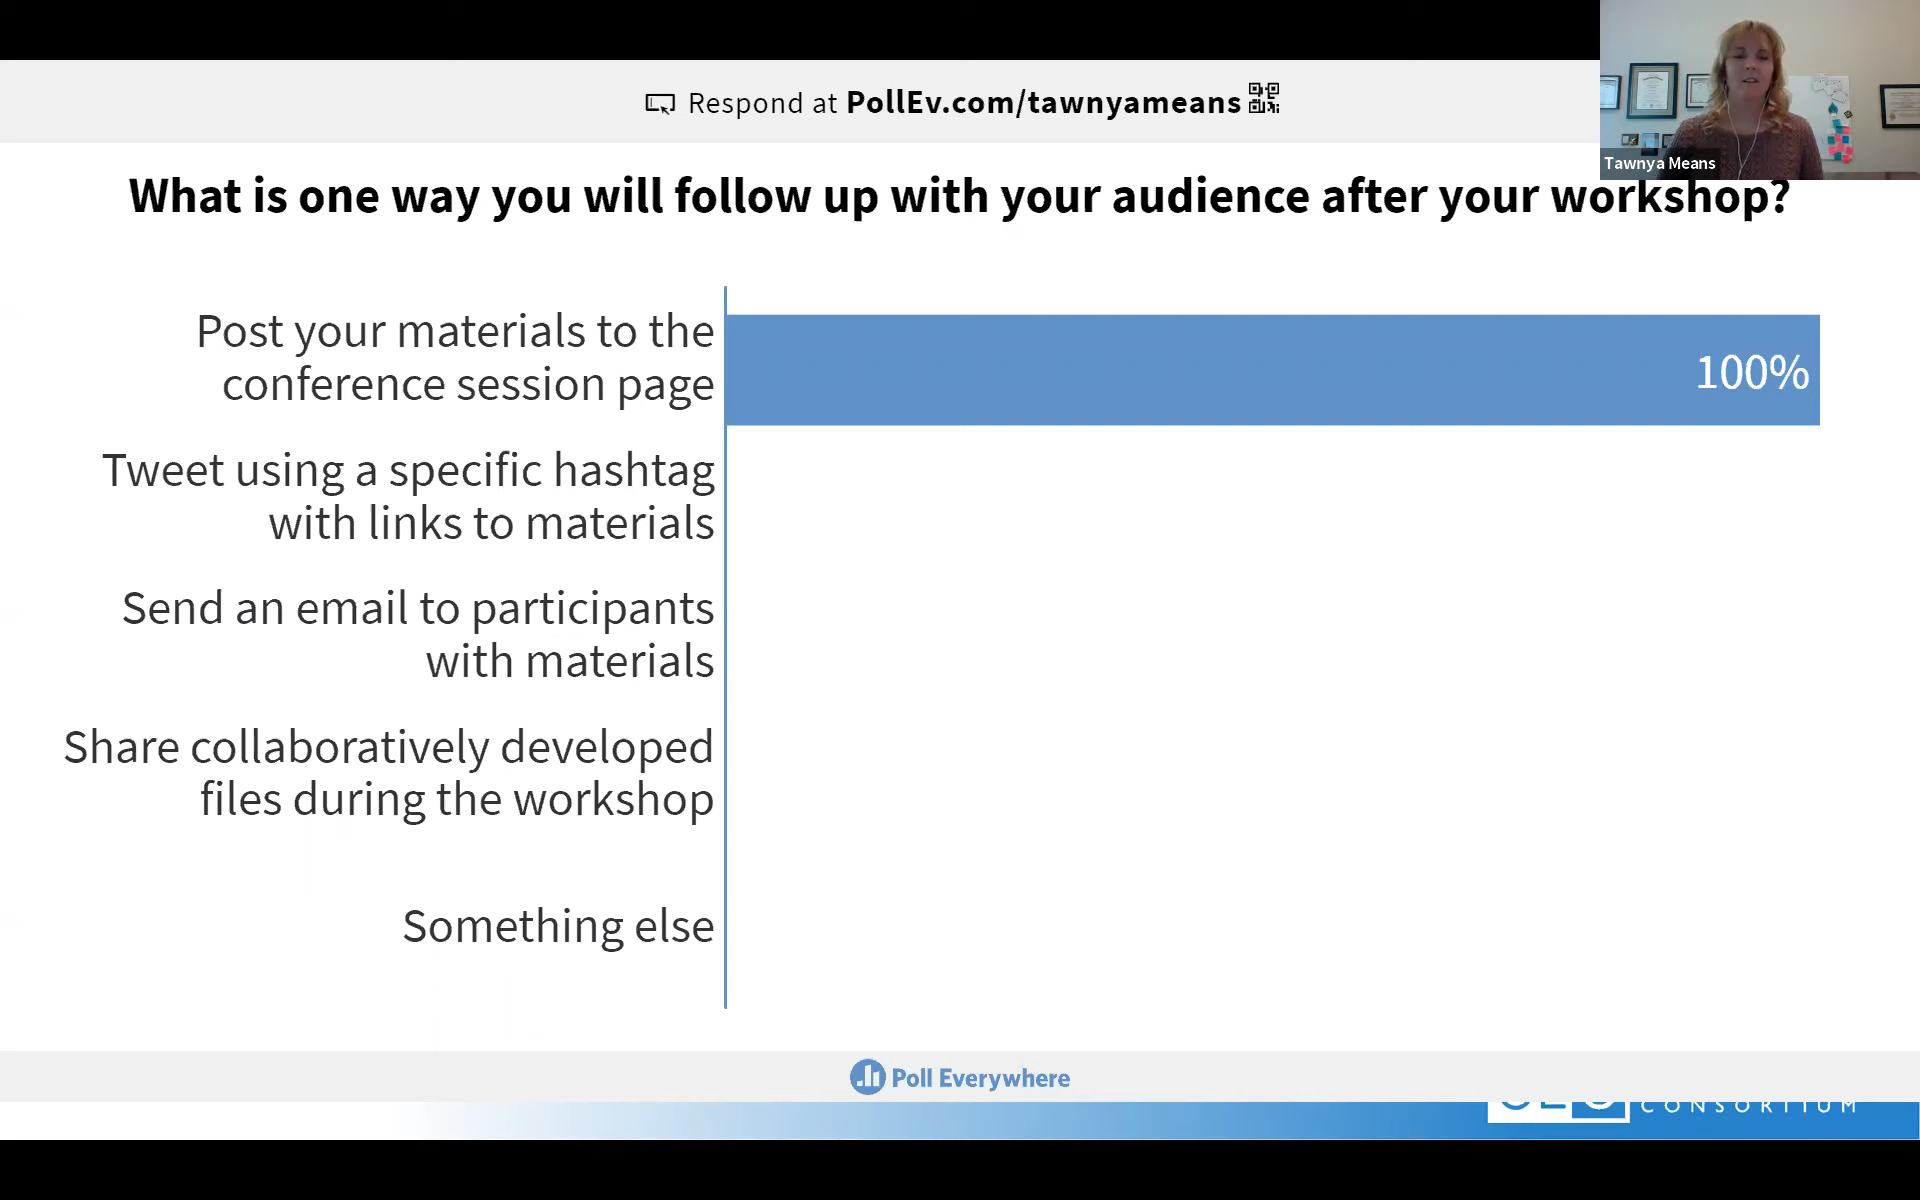 Respond at PollEv.com/tawnyameans
Tawnya Means
What is one way you will follow up with your audience after your workshop?
Post your materials to the
conference session page
100%
Tweet using a specific hashtag
with links to materials
Send an email to participants
with materials
Share collaboratively developed
files during the workshop
Something else
Poll Everywhere
CONSORTIUM